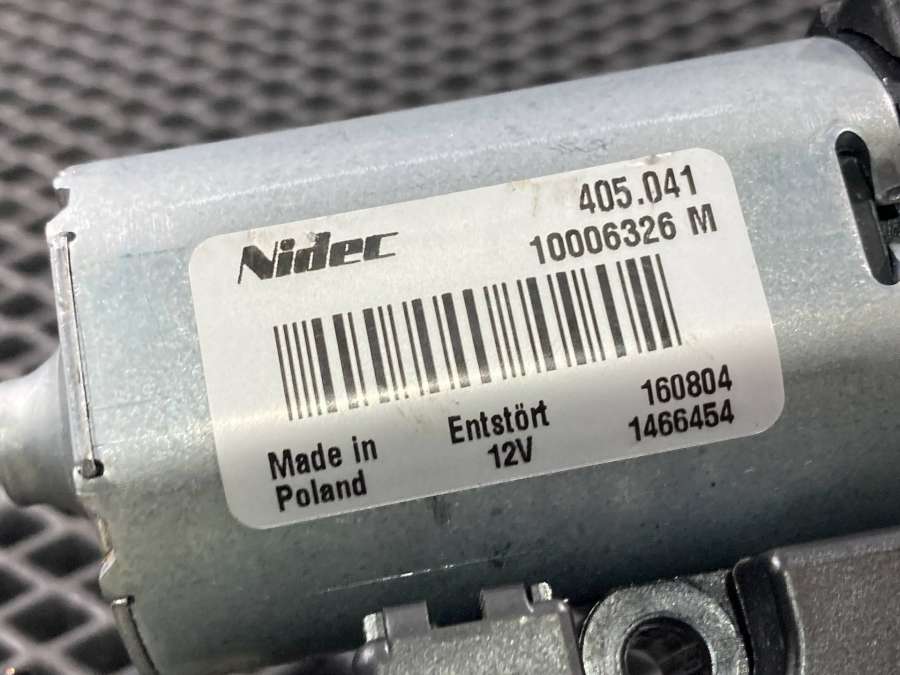 Nidec
405.041
10006326 M
Made in
Poland
Entstört
12V
160804
1466454